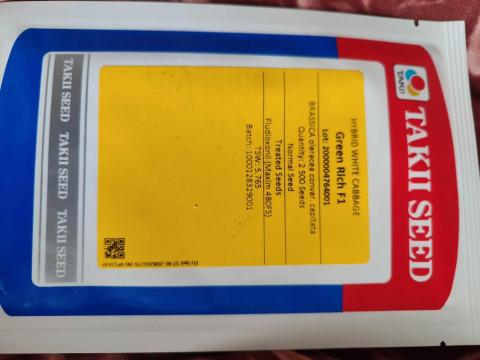 TAKII
TAKII SEED
HYBRID WHITE CABBAGE
Green Rich F1
Lot: 2000004764001
BRASSICA oleracea convar. capitata
Quantity: 2 500 Seeds
Normal Seed
Treated Seeds
Fludioxonil (Maxim 480FS)
TSW: 5,765
Batch: 1000128329001
TAKII SEED TAKII SEED TAKII SEED